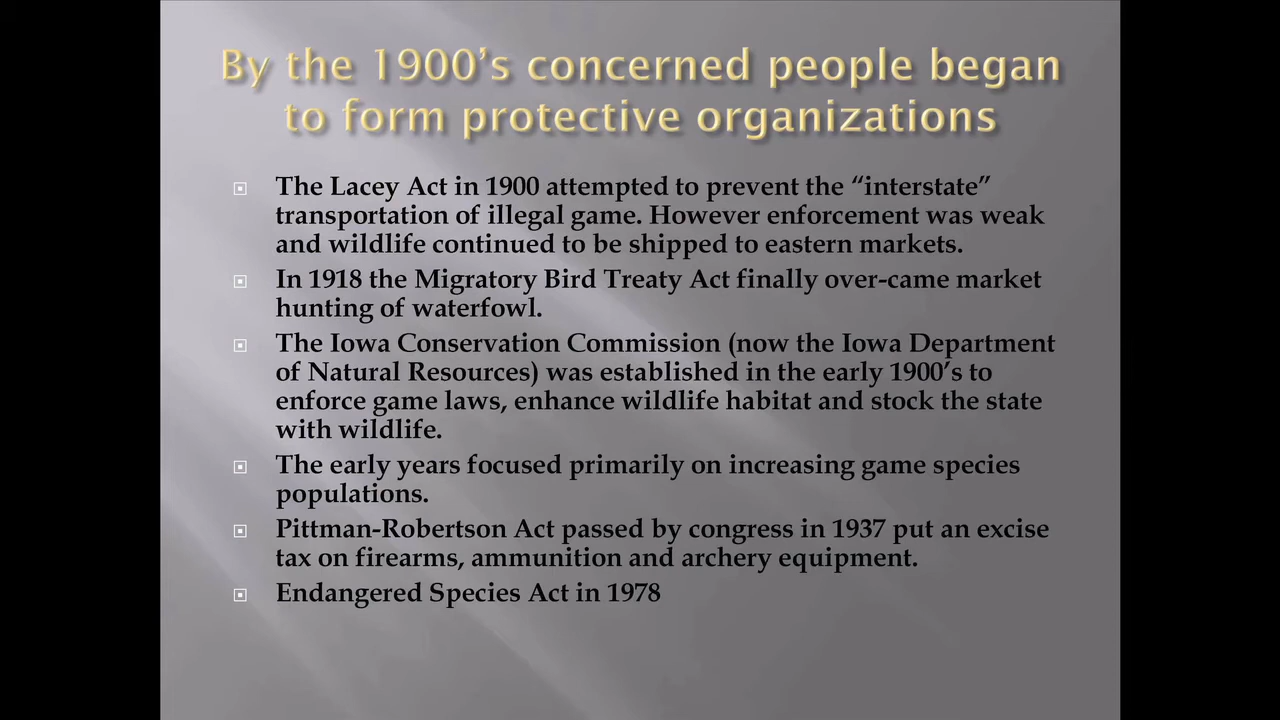 By the 1900’s concerned people began
to form protective organizations
The Lacey Act in 1900 attempted to prevent the “interstate”
transportation of illegal game. However enforcement was weak
and wildlife continued to be shipped to eastern markets.
In 1918 the Migratory Bird Treaty Act finally over-came market
hunting of waterfowl.
The Iowa Conservation Commission (now the Iowa Department
of Natural Resources) was established in the early 1900’s to
enforce game laws, enhance wildlife habitat and stock the state
with wildlife.
The early years focused primarily on increasing game species
populations.
Pittman-Robertson Act passed by congress in 1937 put an excise
tax on firearms, ammunition and archery equipment.
Endangered Species Act in 1978